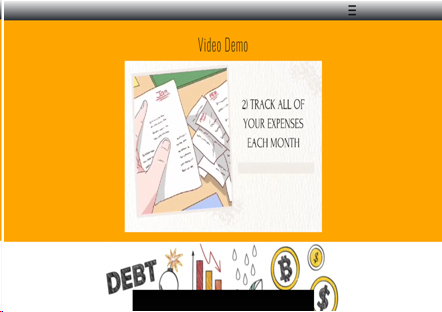 Video Demo
2) TRACK ALL OF
YOUR EXPENSES
EACH MONTH
DEBT